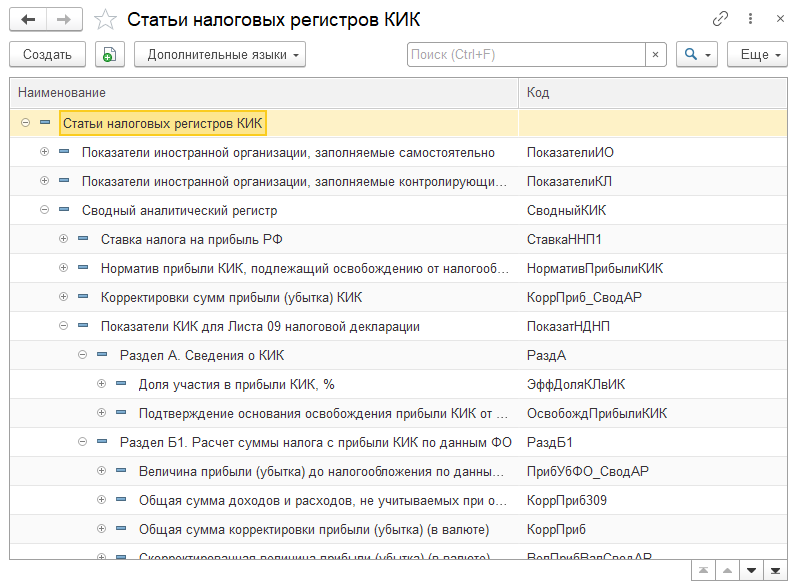 Статьи налоговых регистров КИК
Создать
Дополнительные языки
Поиск (Ctrl+F)
×
Еще
Наименование Код
Статьи налоговых регистров КИК
Показатели иностранной организации, заполняемые самостоятельно ПоказателиИО
Показатели иностранной организации, заполняемые контролирующи... ПоказателиКЛ
Сводный аналитический регистр СводныйКИК
Ставка налога на прибыль РФ СтавкаННП1
Норматив прибыли КИК, подлежащий освобождению от налогооб... НормативПрибылиКИК
Корректировки сумм прибыли (убытка) КИК КоррПриб_СводАР
Показатели КИК для Листа 09 налоговой декларации ПоказатНДНП
Раздел А. Сведения о КИК РаздА
Доля участия в прибыли КИК, % ЭффДоляКЛвИК
Подтверждение основания освобождения прибыли КИК от ... ОсвобождПрибылиКИК
Раздел Б1. Расчет суммы налога с прибыли КИК по данным ФО РаздБ1
Величина прибыли (убытка) до налогообложения по данны... ПрибУбФО_СводАР
Общая сумма доходов и расходов, не учитываемых при о... КоррПриб309
Общая сумма корректировки прибыли (убытка) (в валюте) КоррПриб
Скорректированная величина прибыли (убытка) (в валюте) ВелПрибВалСводАР